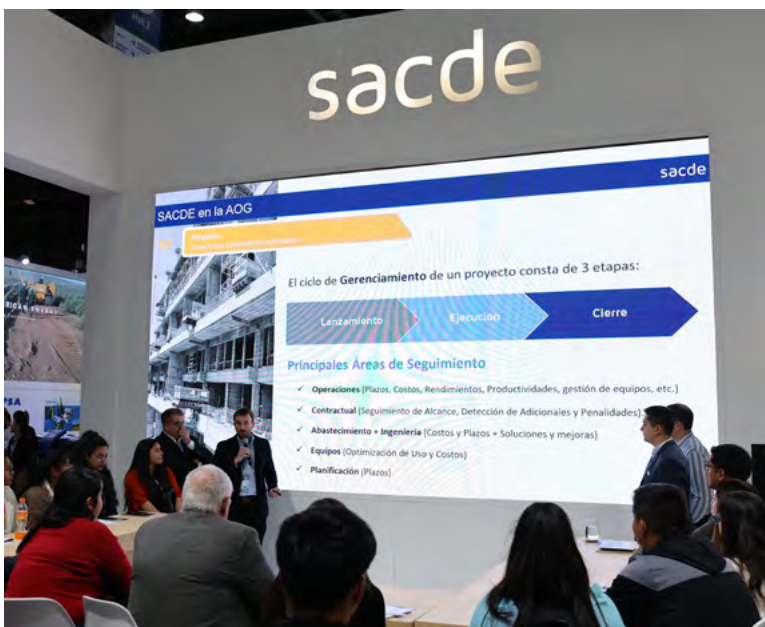 sacde
SACDE en la AOG
sacde
El ciclo de Gerenciamiento de un proyecto consta de 3 etapas:
Lanzamiento
Ejecución
Cierre
Principales Áreas de Seguimiento
✓ Operaciones (Plazos, Costos, Rendimientos, Productividades, gestión de equipos, etc.)
✓ Contractual (Seguimiento de Alcance, Detección de Adicionales y Penalidades).
✓ Abastecimiento + Ingeniería (Costos y Plazos + Soluciones y mejoras)
✓ Equipos (Optimización de Uso y Costos)
✓ Planificación (Plazos)